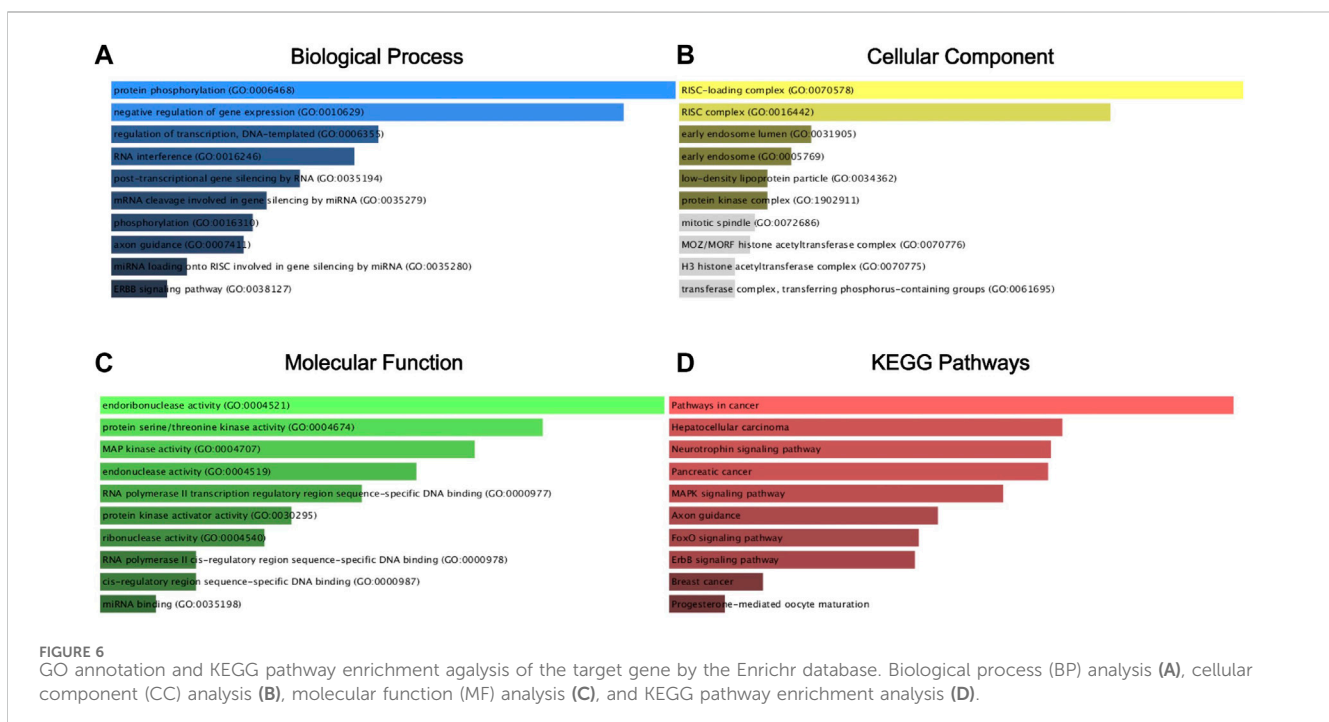 A Biological Process
protein phosphorylation (GO:0006468)
negative regulation of gene expression (GO:0010629)
regulation of transcription, DNA-templated (GO:0006355)
RNA interference (GO:0016246)
post-transcriptional gene silencing by RNA (GO:0035194)
mRNA cleavage involved in gene silencing by miRNA (GO:0035279)
phosphorylation (GO:0016310)
axon guidance (GO:0007411)
miRNA loading onto RISC involved in gene silencing by miRNA (GO:0035280)
ERBB signaling pathway (GO:0038127)
B Cellular Component
RISC-loading complex (GO:0070578)
RISC complex (GO:0016442)
early endosome lumen (GO:0031905)
early endosome (GO:0005769)
low-density lipoprotein particle (GO:0034362)
protein kinase complex (GO:1902911)
mitotic spindle (GO:0072686)
MOZ/MORF histone acetyltransferase complex (GO:0070776)
H3 histone acetyltransferase complex (GO:0070775)
transferase complex, transferring phosphorus-containing groups (GO:0061695)
C Molecular Function
endoribonuclease activity (GO:0004521)
protein serine/threonine kinase activity (GO:0004674)
MAP kinase activity (GO:0004707)
endonuclease activity (GO:0004519)
RNA polymerase II transcription regulatory region sequence-specific DNA binding (GO:0000977)
protein kinase activator activity (GO:0030295)
ribonuclease activity (GO:0004540)
RNA polymerase II cis-regulatory region sequence-specific DNA binding (GO:0000978)
cis-regulatory region sequence-specific DNA binding (GO:0000987)
miRNA binding (GO:0035198)
D KEGG Pathways
Pathways in cancer
Hepatocellular carcinoma
Neurotrophin signaling pathway
Pancreatic cancer
MAPK signaling pathway
Axon guidance
FoxO signaling pathway
ErbB signaling pathway
Breast cancer
Progesterone-mediated oocyte maturation
FIGURE 6
GO annotation and KEGG pathway enrichment agalysis of the target gene by the Enrichr database. Biological process (BP) analysis (A), cellular
component (CC) analysis (B), molecular function (MF) analysis (C), and KEGG pathway enrichment analysis (D).